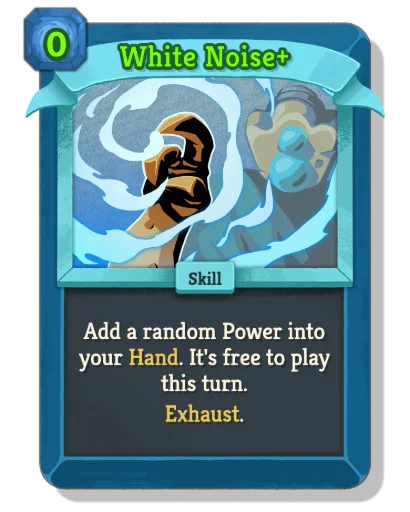 0
White Noise+
Skill
Add a random Power into
your Hand. It's free to play
this turn.
Exhaust.